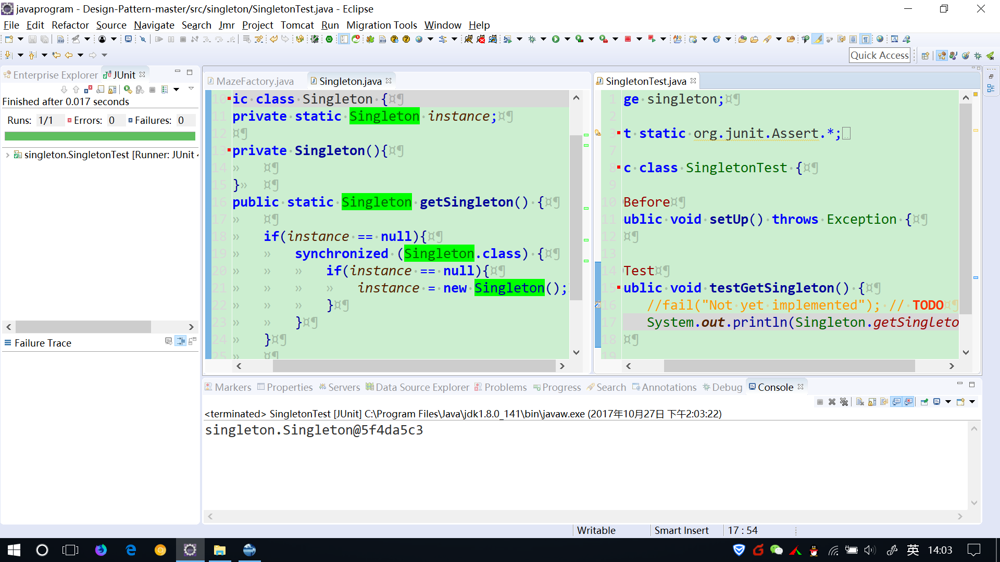 javaprogram - Design-Pattern-master/src/singleton/SingletonTest.java - Eclipse
File Edit Refactor Source Navigate Search Jmr Project Tomcat Run Migration Tools Window Help
Quick Access
Enterprise Explorer JUnit
Finished after 0.017 seconds
Runs: 1/1 Errors: 0 Failures: 0
singleton.SingletonTest [Runner: JUnit 4
Failure Trace
MazeFactory.java Singleton.java
10 ic class Singleton {¤¶
11 private static Singleton instance;¤¶
12 ¤¶
13 private Singleton(){¤¶
14 » ¤¶
15 }» ¤¶
16 public static Singleton getSingleton() {¤¶
17 » ¤¶
18 » if(instance == null){¤¶
19 » » synchronized (Singleton.class) {¤¶
20 » » » if(instance == null){¤¶
21 » » » » instance = new Singleton();
22 » » » }¤¶
23 » » }¤¶
24 » }¤¶
25 » ¤¶
SingletonTest.java
1 ge singleton;¤¶
2
3 t static org.junit.Assert.*;
7
8 c class SingletonTest {¤¶
9
10 Before¤¶
11 ublic void setUp() throws Exception {¤¶
12 ¤¶
13
14 Test¤¶
15 ublic void testGetSingleton() {¤¶
16 //fail("Not yet implemented"); // TODO¤¶
17 System.out.println(Singleton.getSingleto
18 ¤¶
19
Markers Properties Servers Data Source Explorer Problems Progress Search Annotations Debug Console
<terminated> SingletonTest [JUnit] C:\Program Files\Java\jdk1.8.0_141\bin\javaw.exe (2017年10月27日 下午2:03:22)
singleton.Singleton@5f4da5c3
Writable Smart Insert 17 : 54
英 14:03